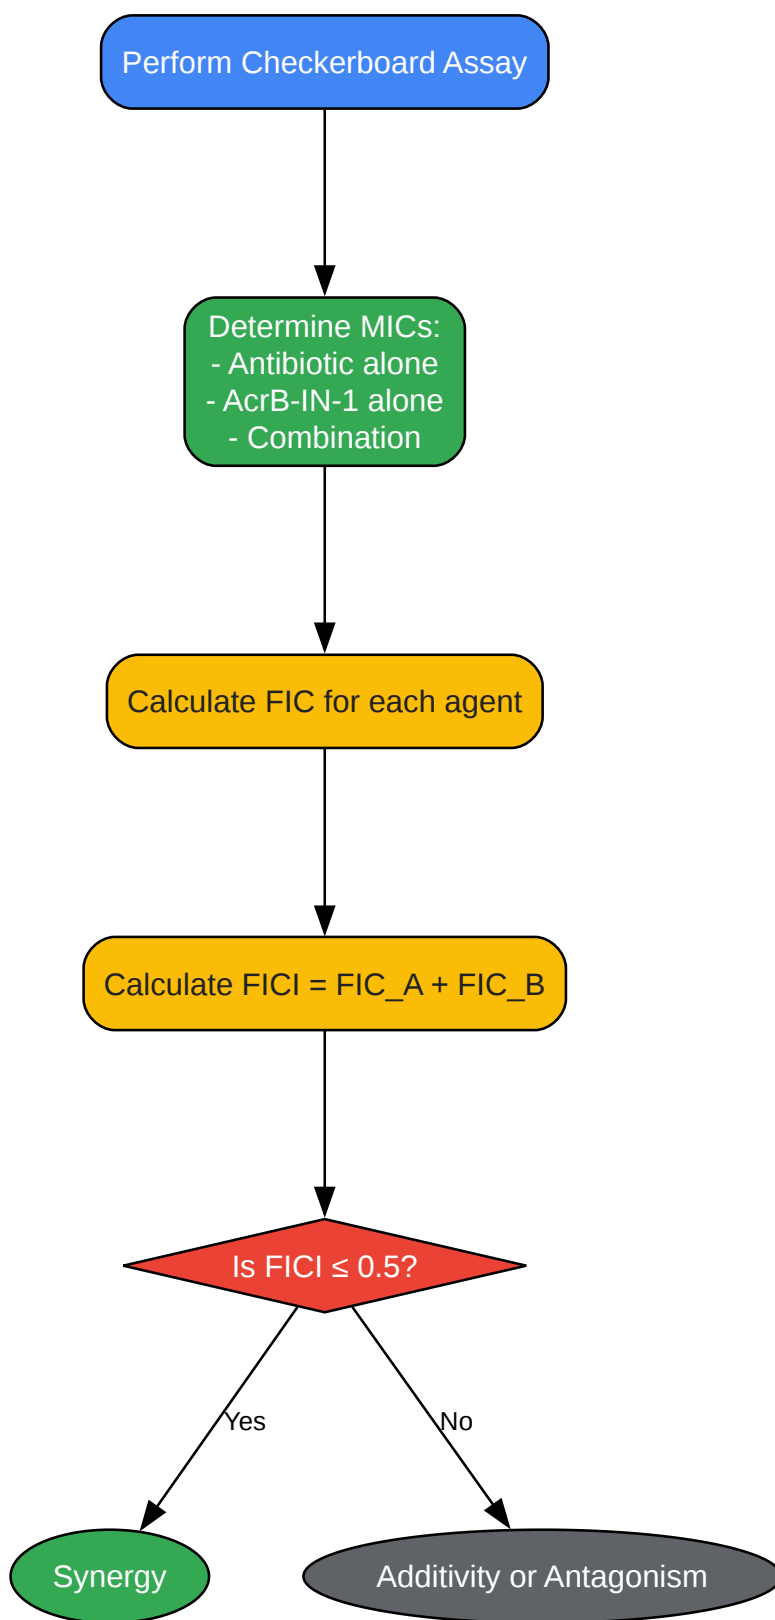 Perform Checkerboard Assay
Determine MICs:
- Antibiotic alone
- AcrB-IN-1 alone
- Combination
Calculate FIC for each agent
Calculate FICI = FIC_A + FIC_B
Is FICI ≤ 0.5?
Yes
No
Synergy
Additivity or Antagonism